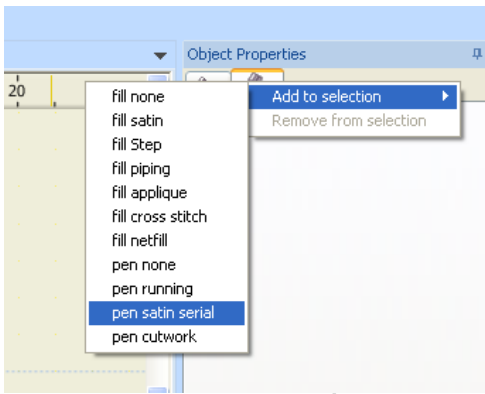 Object Properties
20
Add to selection
Remove from selection
fill none
fill satin
fill Step
fill piping
fill applique
fill cross stitch
fill netfill
pen none
pen running
pen satin serial
pen cutwork